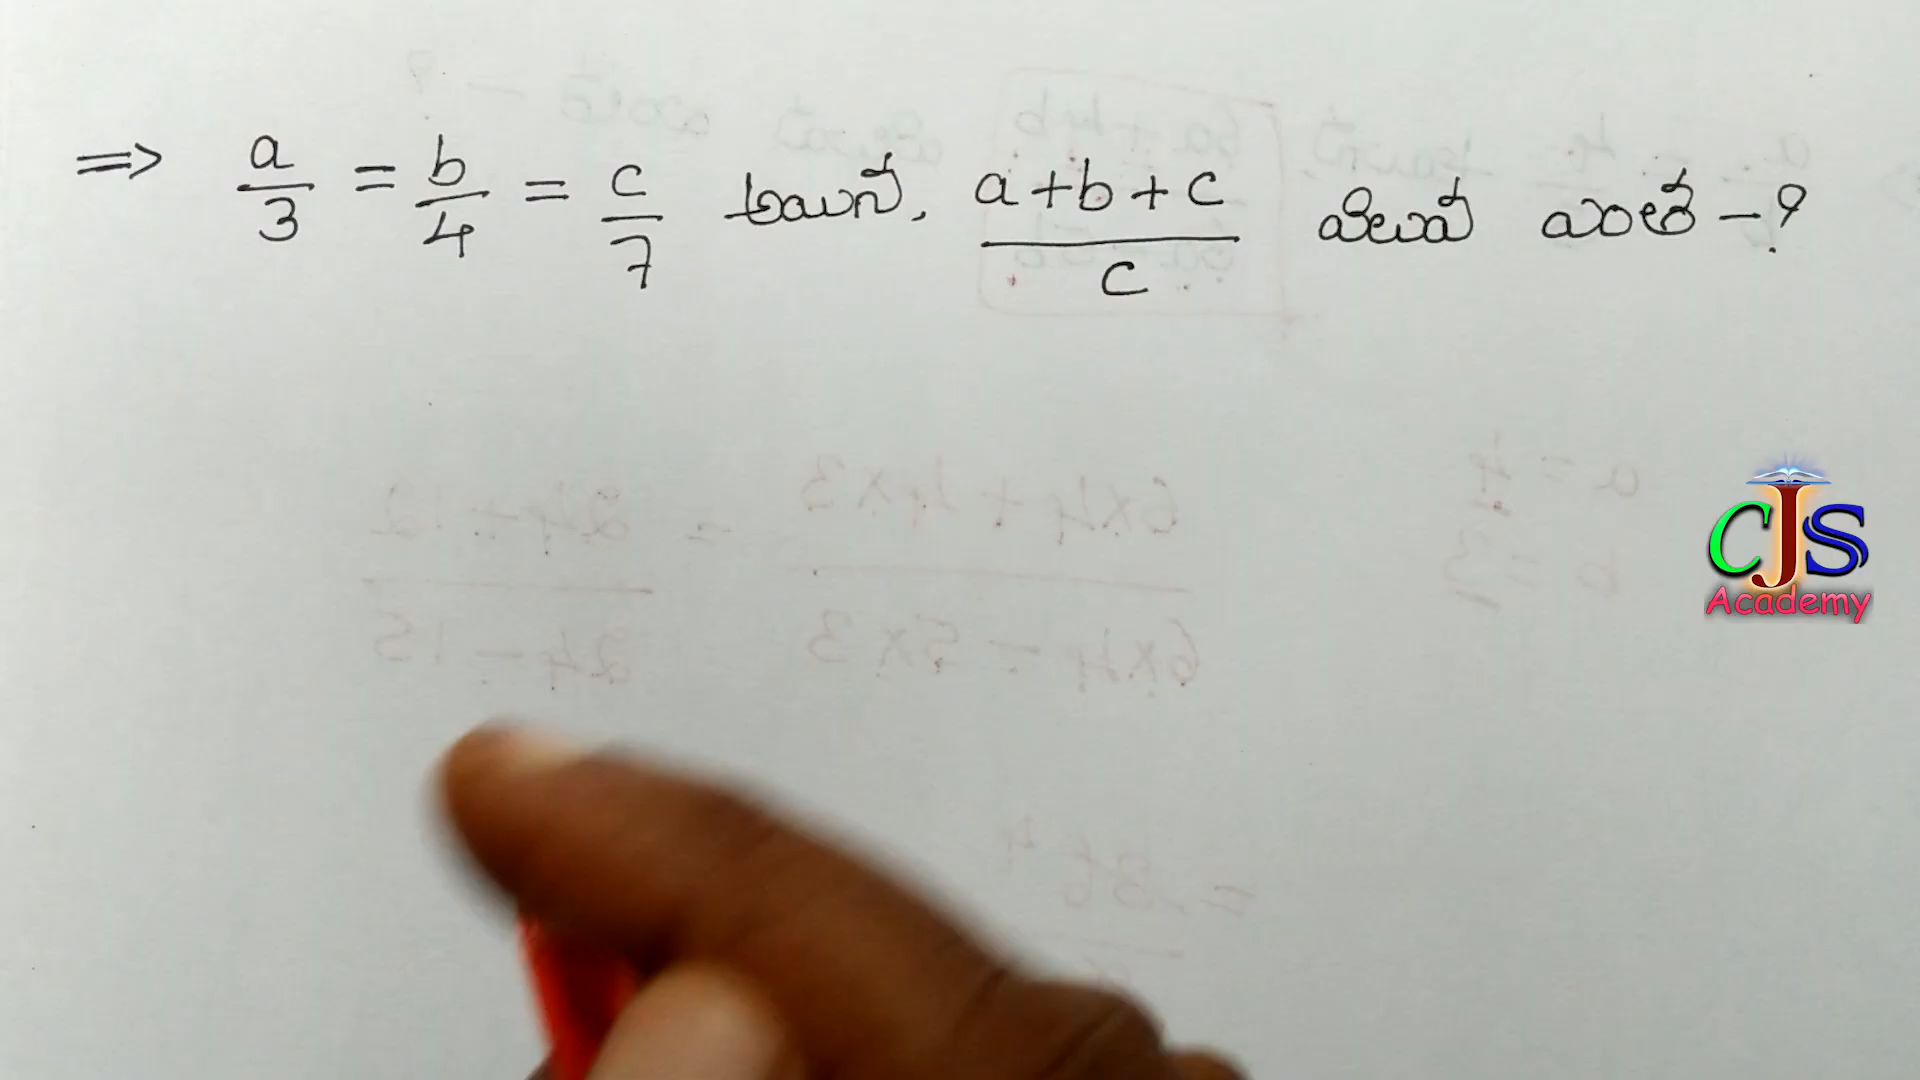 ⇒ a/3 = b/4 = c/7 అయిన, (a+b+c)/c విలువ ఎంత - ?
CJS
Academy